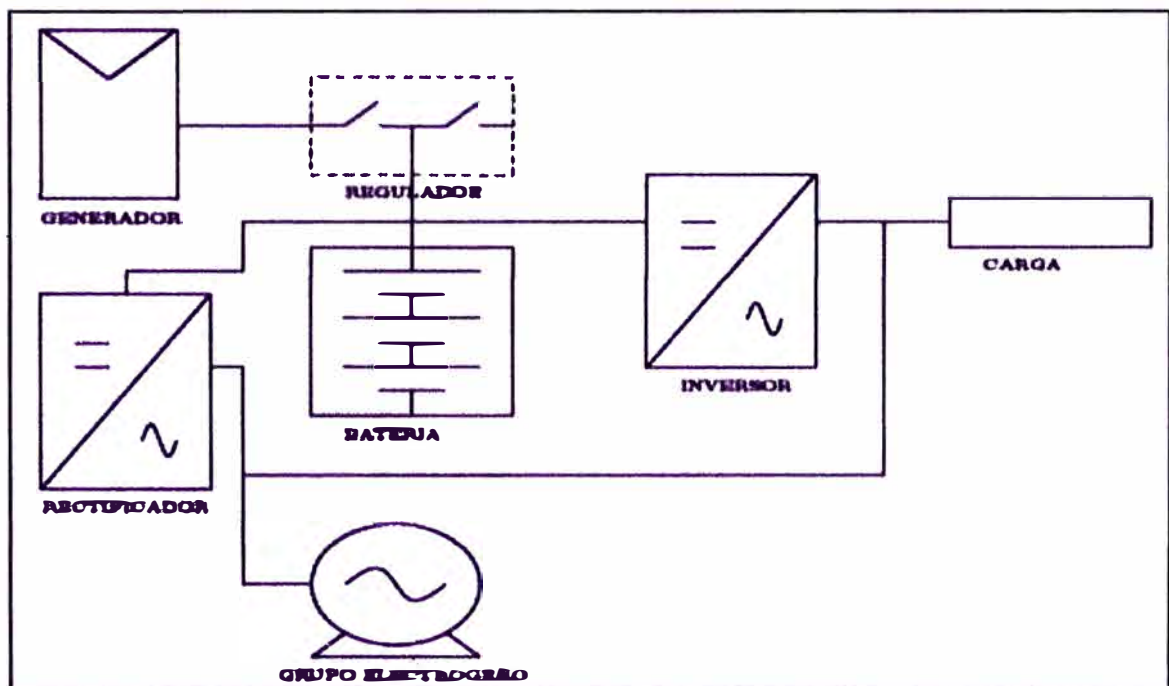 REGULADOR
GENERADOR
CARGA
INVERSOR
BATERIA
RECTIFICADOR
GRUPO ELECTROGENO